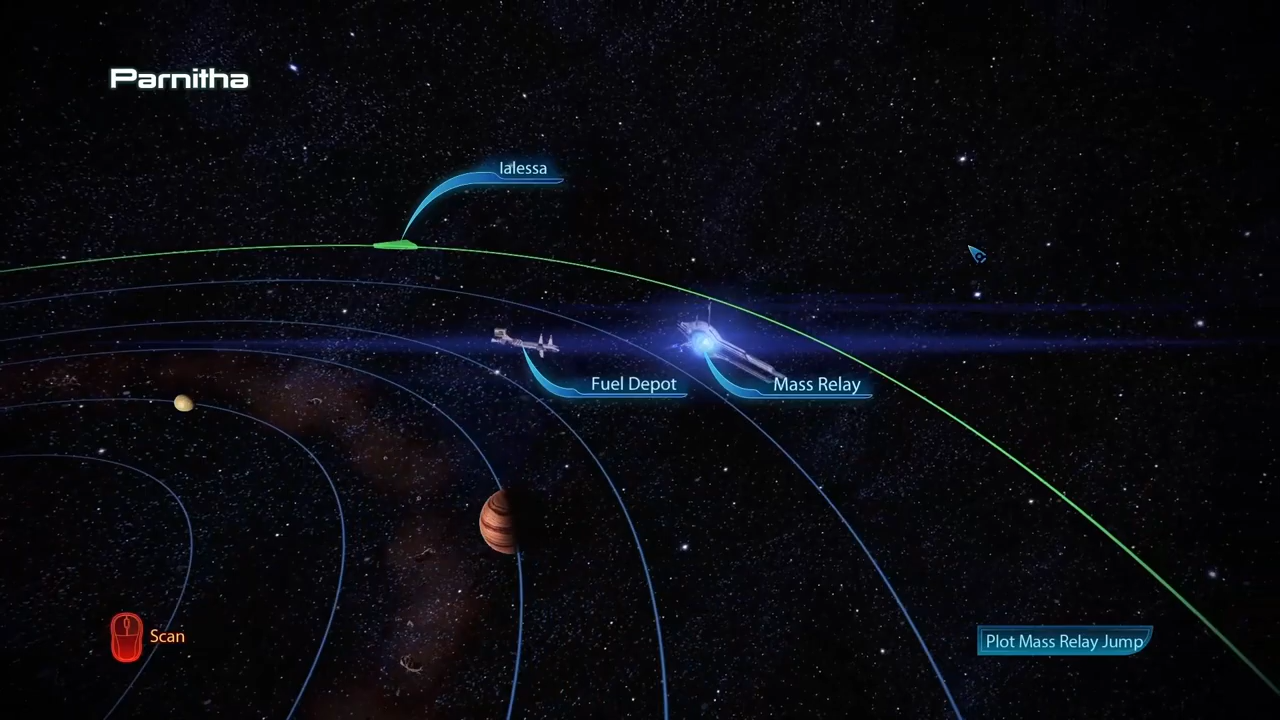 Parnitha
Ialessa
Fuel Depot
Mass Relay
Scan
Plot Mass Relay Jump